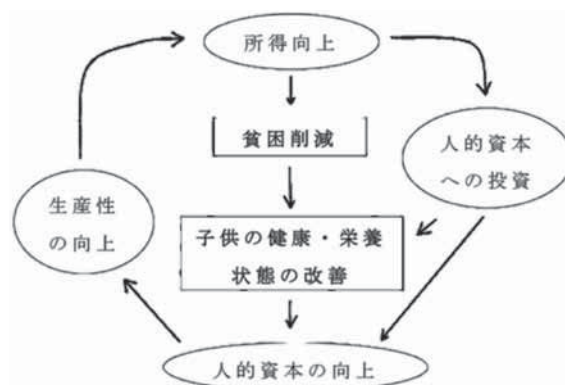 所得向上
貧困削減
人的資本
への投資
生産性
の向上
子供の健康・栄養
状態の改善
人的資本の向上